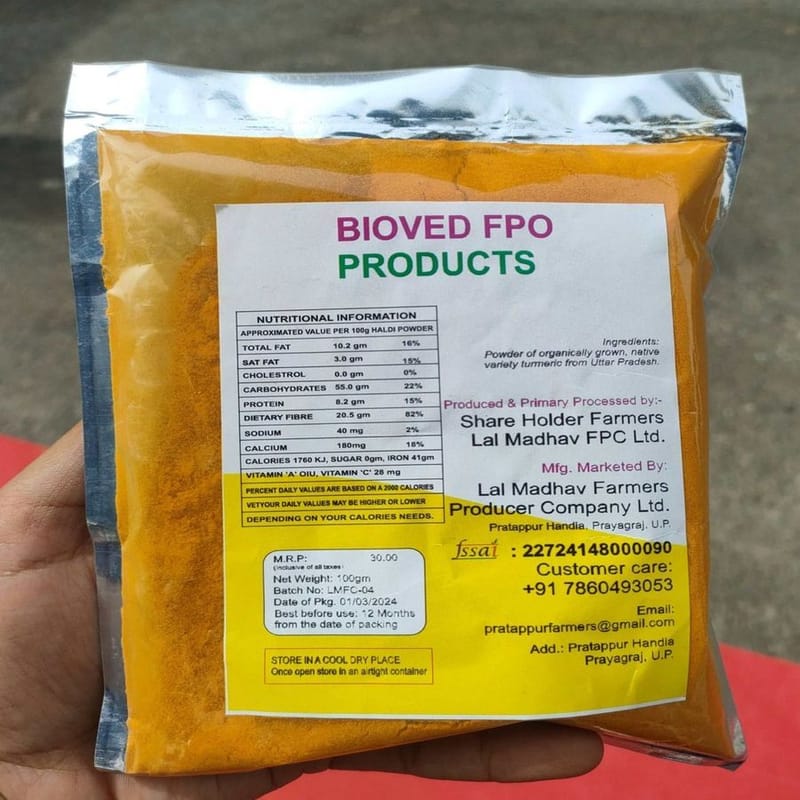 BIOVED FPO
PRODUCTS
NUTRITIONAL INFORMATION
APPROXIMATED VALUE PER 100g HALDI POWDER
TOTAL FAT 10.2 gm 16%
SAT FAT 3.0 gm 15%
CHOLESTROL 0.0 gm 0%
CARBOHYDRATES 55.0 gm 22%
PROTEIN 8.2 gm 15%
DIETARY FIBRE 20.5 gm 82%
SODIUM 40 mg 2%
CALCIUM 180mg 18%
CALORIES 1760 KJ, SUGAR 0gm, IRON 41gm
VITAMIN 'A' OIU, VITAMIN 'C' 28 mg
PERCENT DAILY VALUES ARE BASED ON A 2000 CALORIES
VETYOUR DAILY VALUES MAY BE HIGHER OR LOWER
DEPENDING ON YOUR CALORIES NEEDS.
Ingredients:
Powder of organically grown, native
variety turmeric from Uttar Pradesh.
Produced & Primary Processed by:-
Share Holder Farmers
Lal Madhav FPC Ltd.
Mfg. Marketed By:
Lal Madhav Farmers
Producer Company Ltd.
Pratappur Handia, Prayagraj, U.P.
fssai : 22724148000090
Customer care:
+91 7860493053
Email:
pratappurfarmers@gmail.com
Add.: Pratappur Handia
Prayagraj, U.P.
M.R.P: 30.00
(Inclusive of all taxes)
Net Weight: 100gm
Batch No: LMFC-04
Date of Pkg. 01/03/2024
Best before use: 12 Months
from the date of packing
STORE IN A COOL DRY PLACE
Once open store in an airtight container